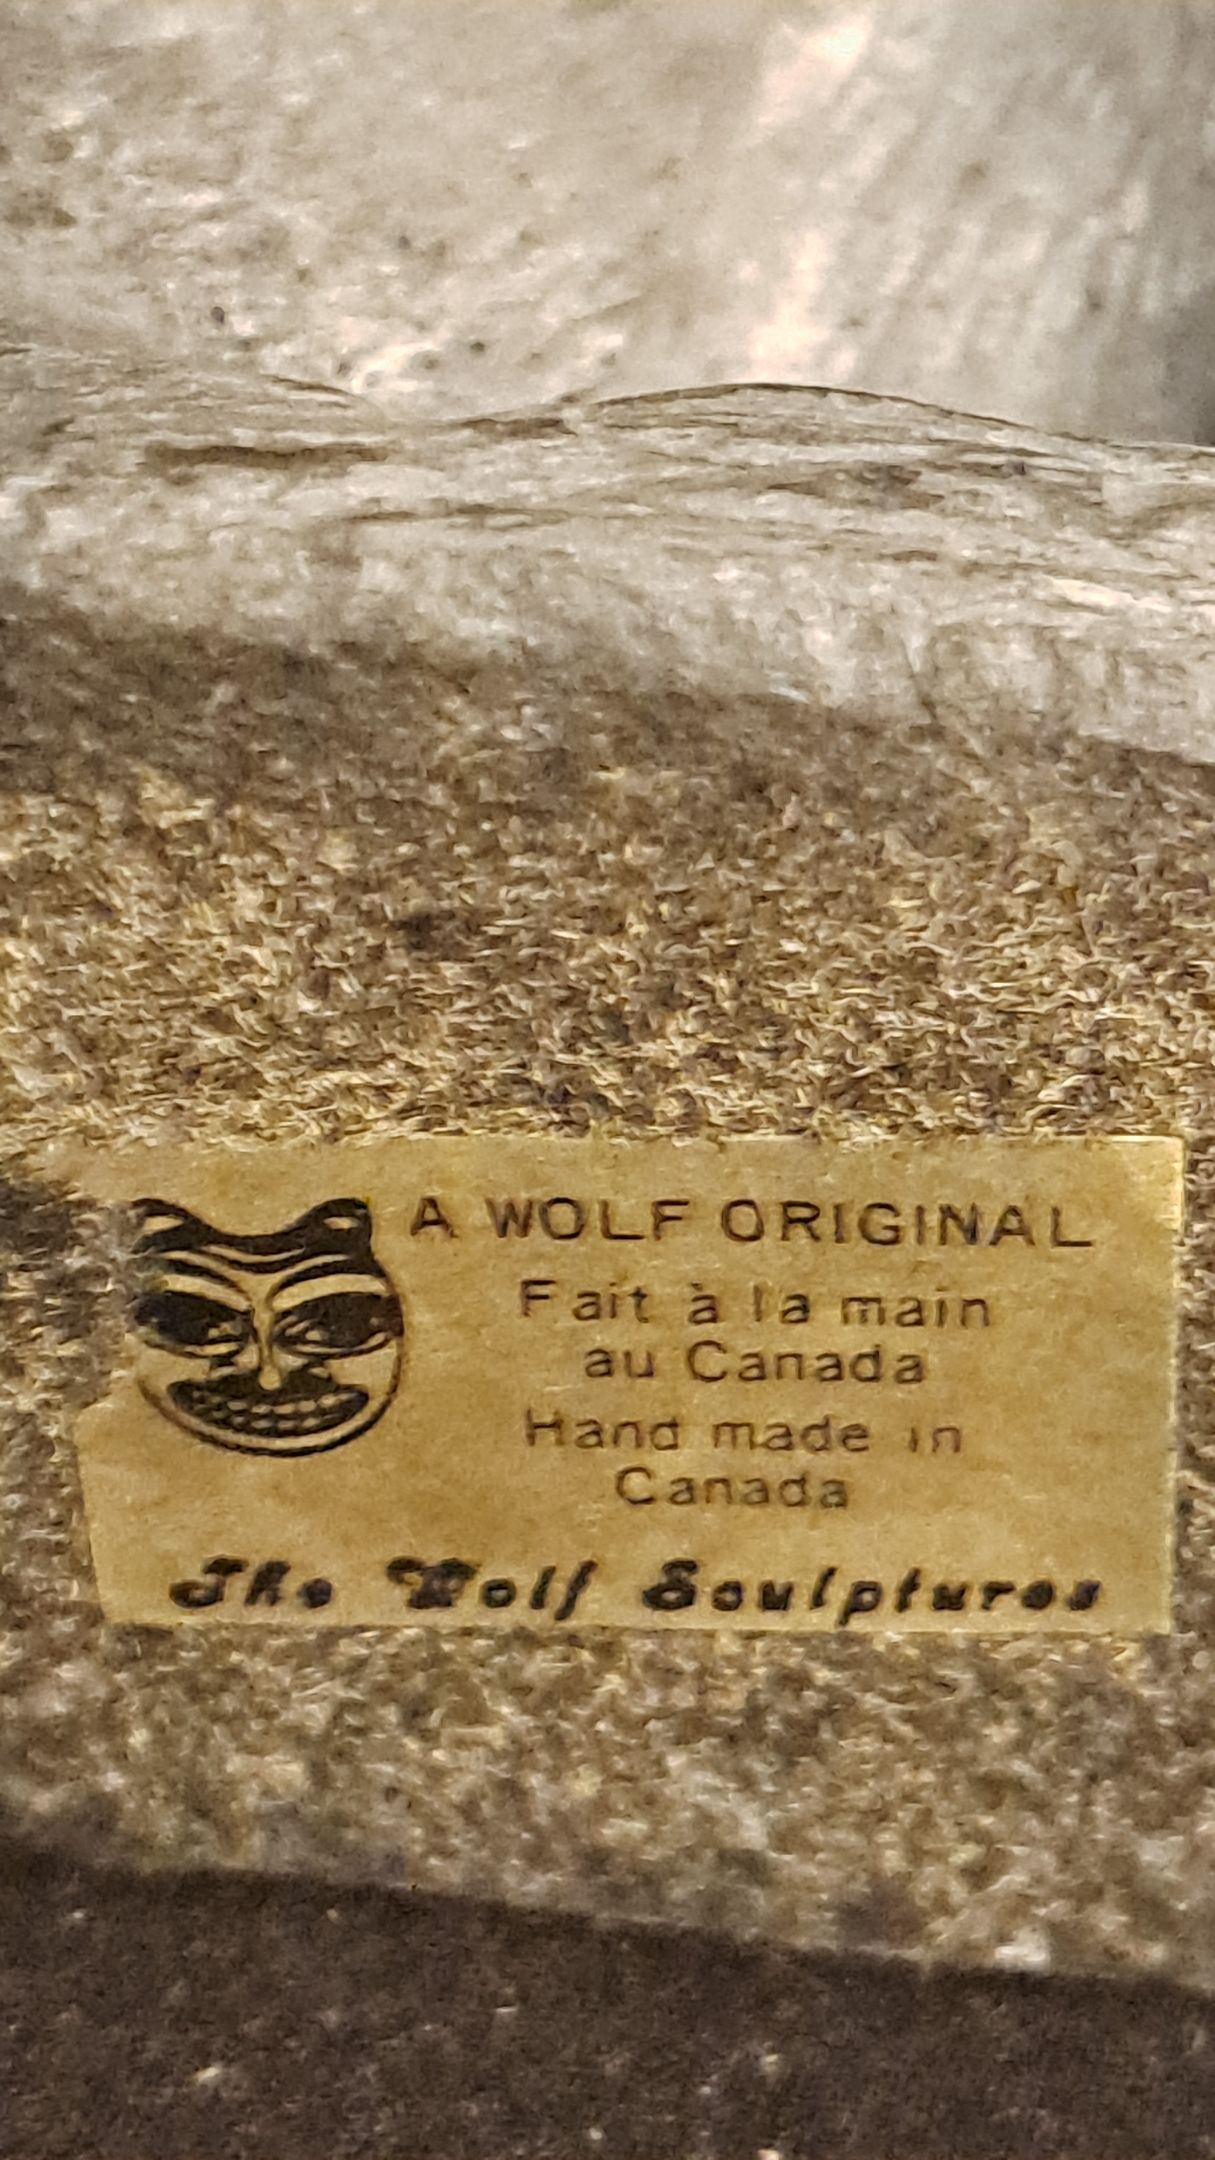 A WOLF ORIGINAL
Fait à la main
au Canada
Hand made in
Canada
The Wolf Sculptures